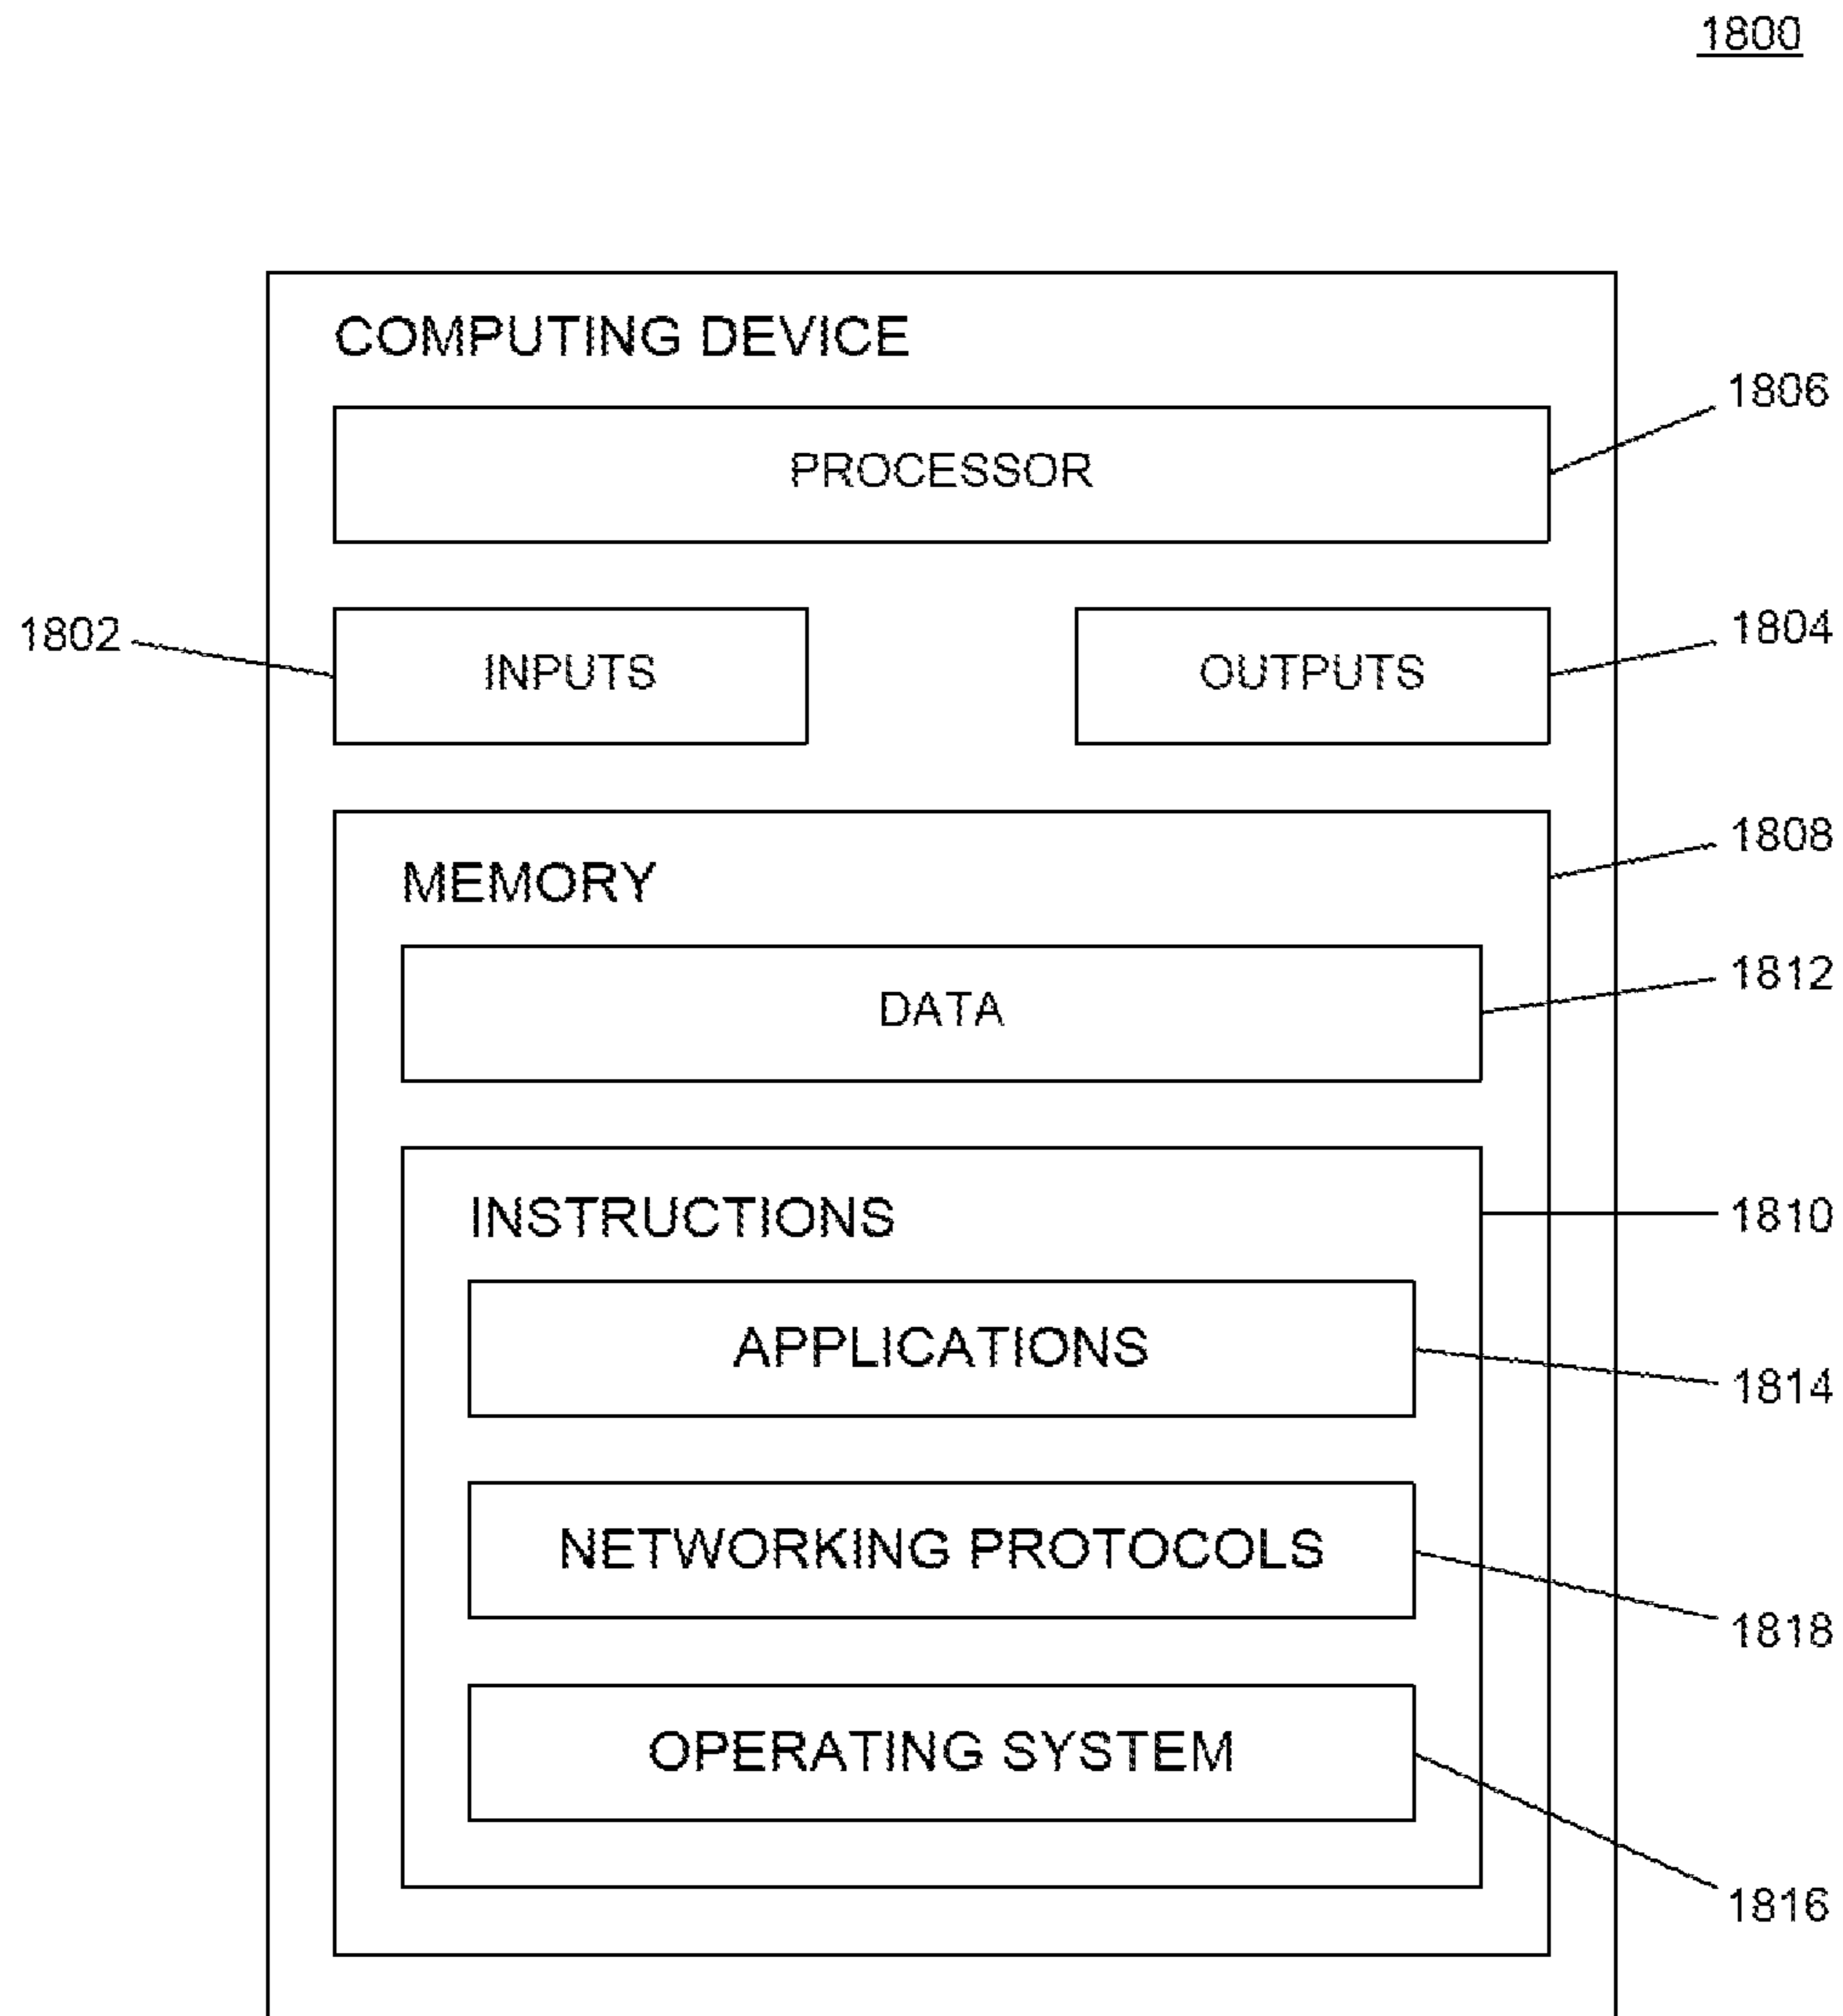 1800
COMPUTING DEVICE
1806
PROCESSOR
1802
INPUTS
OUTPUTS
1804
1808
MEMORY
1812
DATA
INSTRUCTIONS
1810
APPLICATIONS
1814
NETWORKING PROTOCOLS
1818
OPERATING SYSTEM
1816